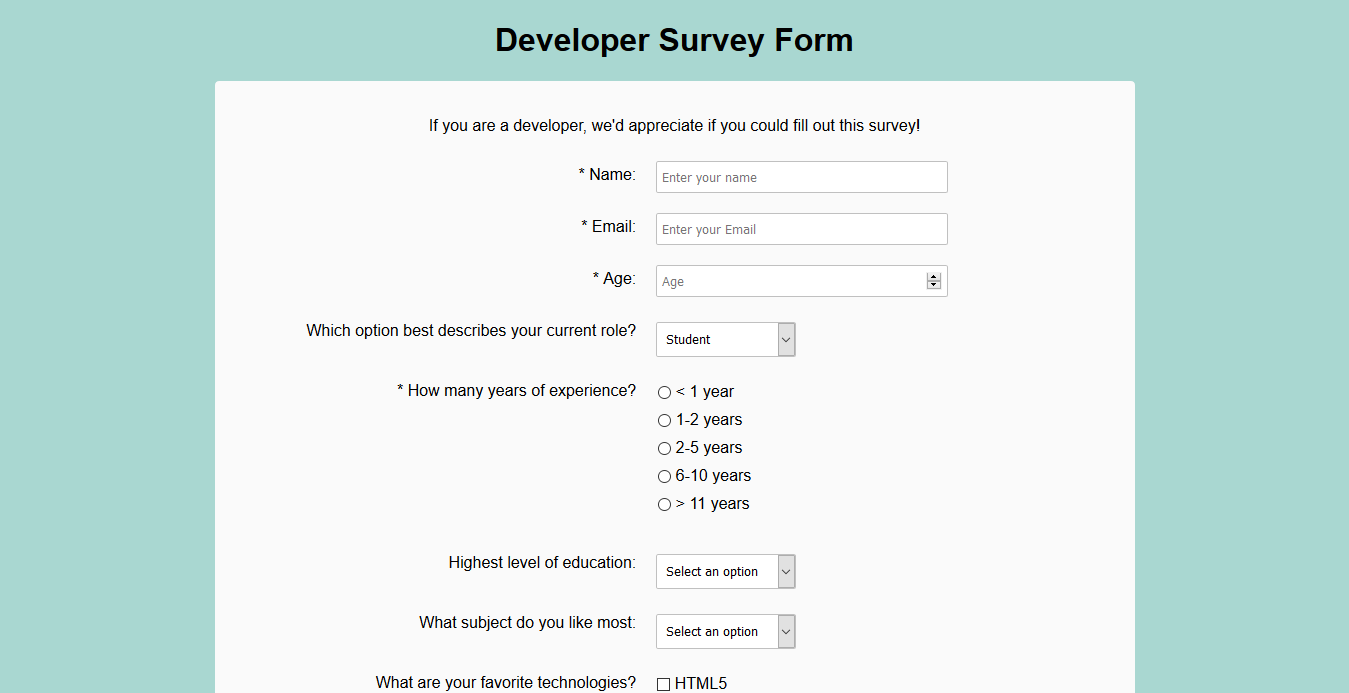 Developer Survey Form
If you are a developer, we'd appreciate if you could fill out this survey!
* Name: Enter your name
* Email: Enter your Email
* Age: Age
Which option best describes your current role? Student
* How many years of experience? < 1 year
1-2 years
2-5 years
6-10 years
> 11 years
Highest level of education: Select an option
What subject do you like most: Select an option
What are your favorite technologies? HTML5